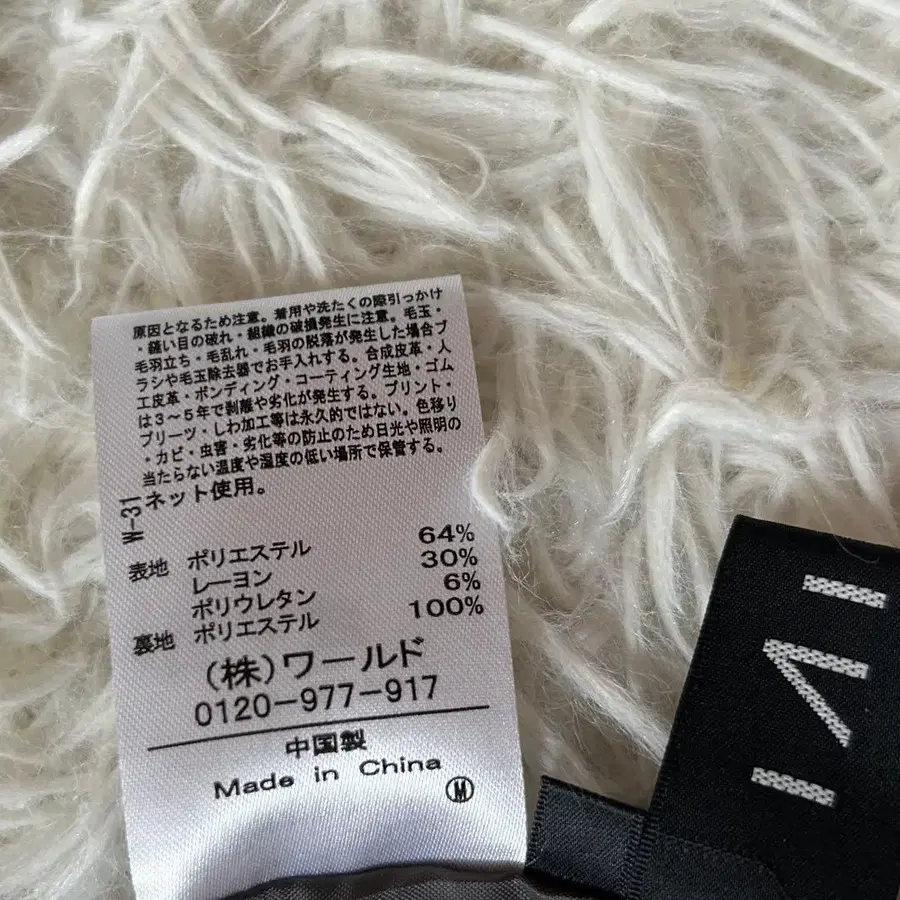 原因となるため注意。着用や洗たくの際引っかけ
・縫い目の破れ・組織の破損発生に注意。毛玉・
毛羽立ち・毛乱れ・毛羽の脱落が発生した場合ブ
ラシや毛玉除去器でお手入れする。合成皮革・人
工皮革・ボンディング・コーティング生地・ゴム
は3〜5年で剥離や劣化が発生する。プリント・
プリーツ・しわ加工等は永久的ではない。色移り
・カビ・虫害・劣化等の防止のため日光や照明の
当たらない温度や湿度の低い場所で保管する。
ネット使用。
W-31
表地 ポリエステル 64%
レーヨン 30%
ポリウレタン 6%
裏地 ポリエステル 100%
(株)ワールド
0120-977-917
中国製
Made in China
M